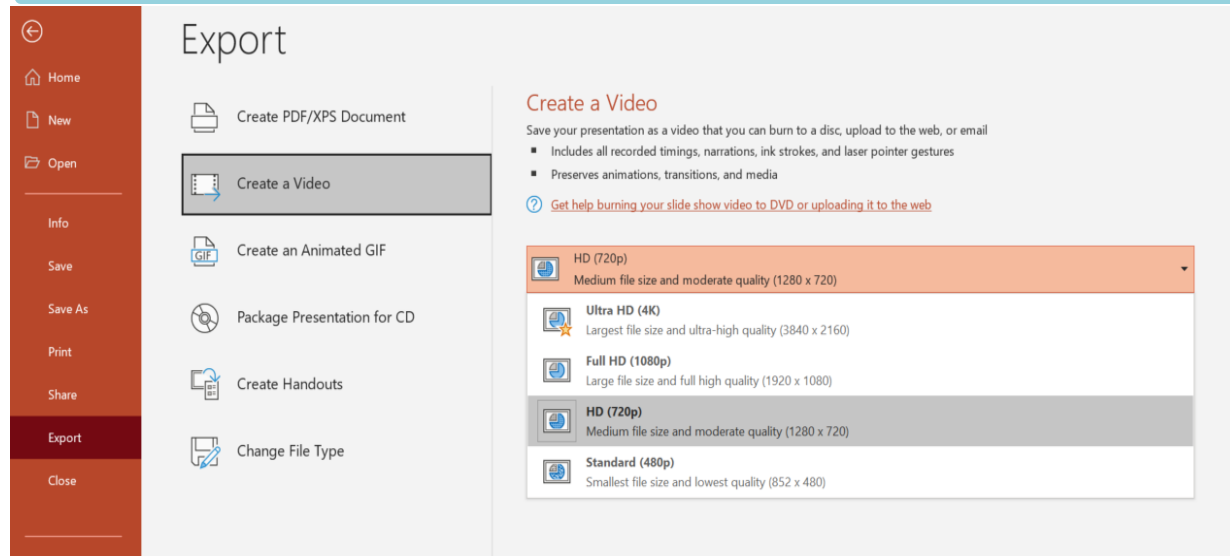 Export
Home
New
Open
Info
Save
Save As
Print
Share
Export
Close
Create PDF/XPS Document
Create a Video
Create an Animated GIF
GIF
Package Presentation for CD
Create Handouts
Change File Type
Create a Video
Save your presentation as a video that you can burn to a disc, upload to the web, or email
Includes all recorded timings, narrations, ink strokes, and laser pointer gestures
Preserves animations, transitions, and media
? Get help burning your slide show video to DVD or uploading it to the web
HD (720p)
Medium file size and moderate quality (1280 x 720)
Ultra HD (4K)
Largest file size and ultra-high quality (3840 x 2160)
Full HD (1080p)
Large file size and full high quality (1920 x 1080)
HD (720p)
Medium file size and moderate quality (1280 x 720)
Standard (480p)
Smallest file size and lowest quality (852 x 480)